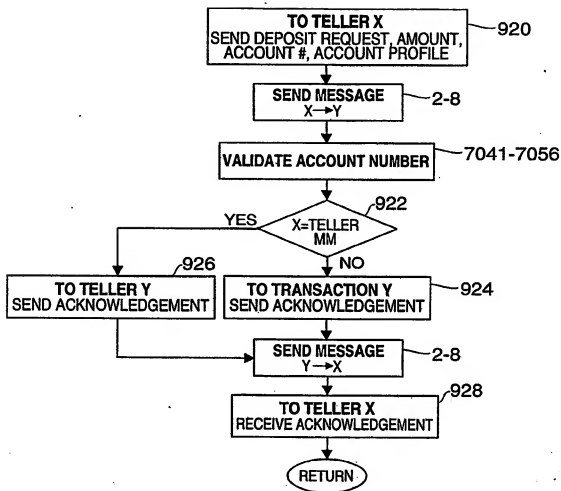 TO TELLER X
SEND DEPOSIT REQUEST, AMOUNT,
ACCOUNT #, ACCOUNT PROFILE
920
SEND MESSAGE
X→Y
2-8
VALIDATE ACCOUNT NUMBER
7041-7056
922
X=TELLER
MM
YES
NO
926
TO TELLER Y
SEND ACKNOWLEDGEMENT
TO TRANSACTION Y
SEND ACKNOWLEDGEMENT
924
SEND MESSAGE
Y→X
2-8
928
TO TELLER X
RECEIVE ACKNOWLEDGEMENT
RETURN